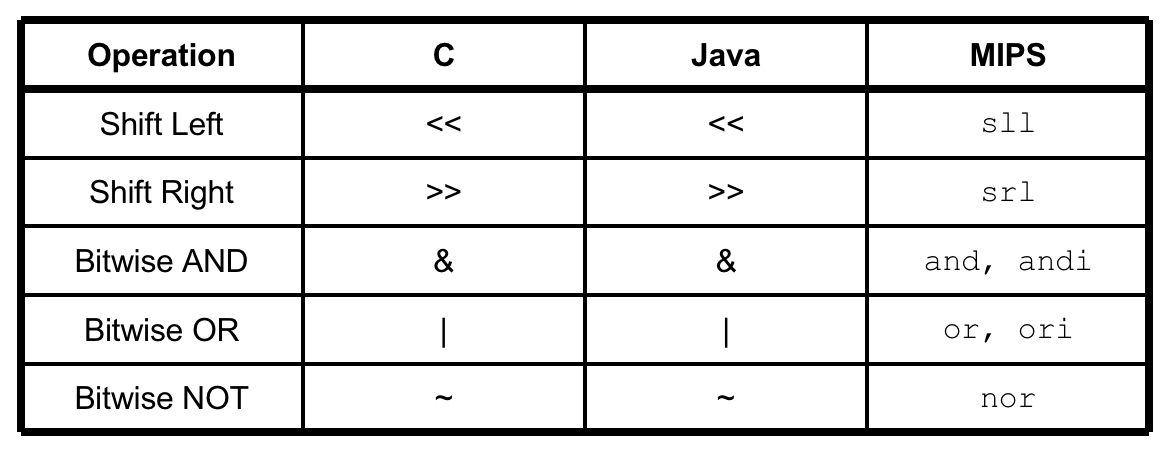 Operation C Java MIPS
Shift Left << << sll
Shift Right >> >> srl
Bitwise AND & & and, andi
Bitwise OR | | or, ori
Bitwise NOT ~ ~ nor